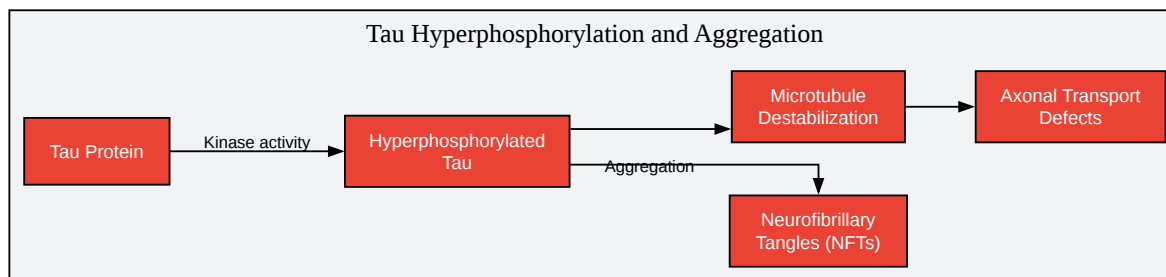 Tau Hyperphosphorylation and Aggregation
Tau Protein
Kinase activity
Hyperphosphorylated
Tau
Microtubule
Destabilization
Axonal Transport
Defects
Aggregation
Neurofibrillary
Tangles (NFTs)